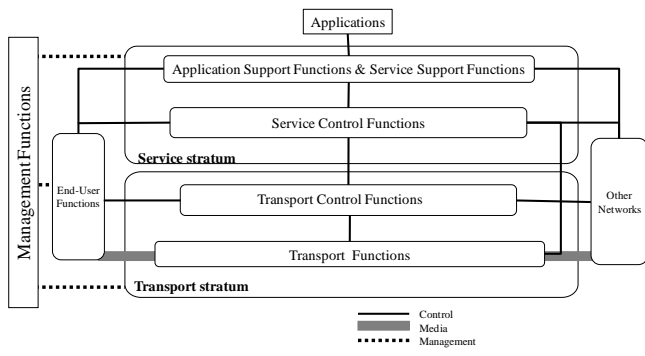 Applications
Management Functions
Application Support Functions & Service Support Functions
Service Control Functions
Service stratum
End-User
Functions
Other
Networks
Transport Control Functions
Transport Functions
Transport stratum
Control
Media
Management